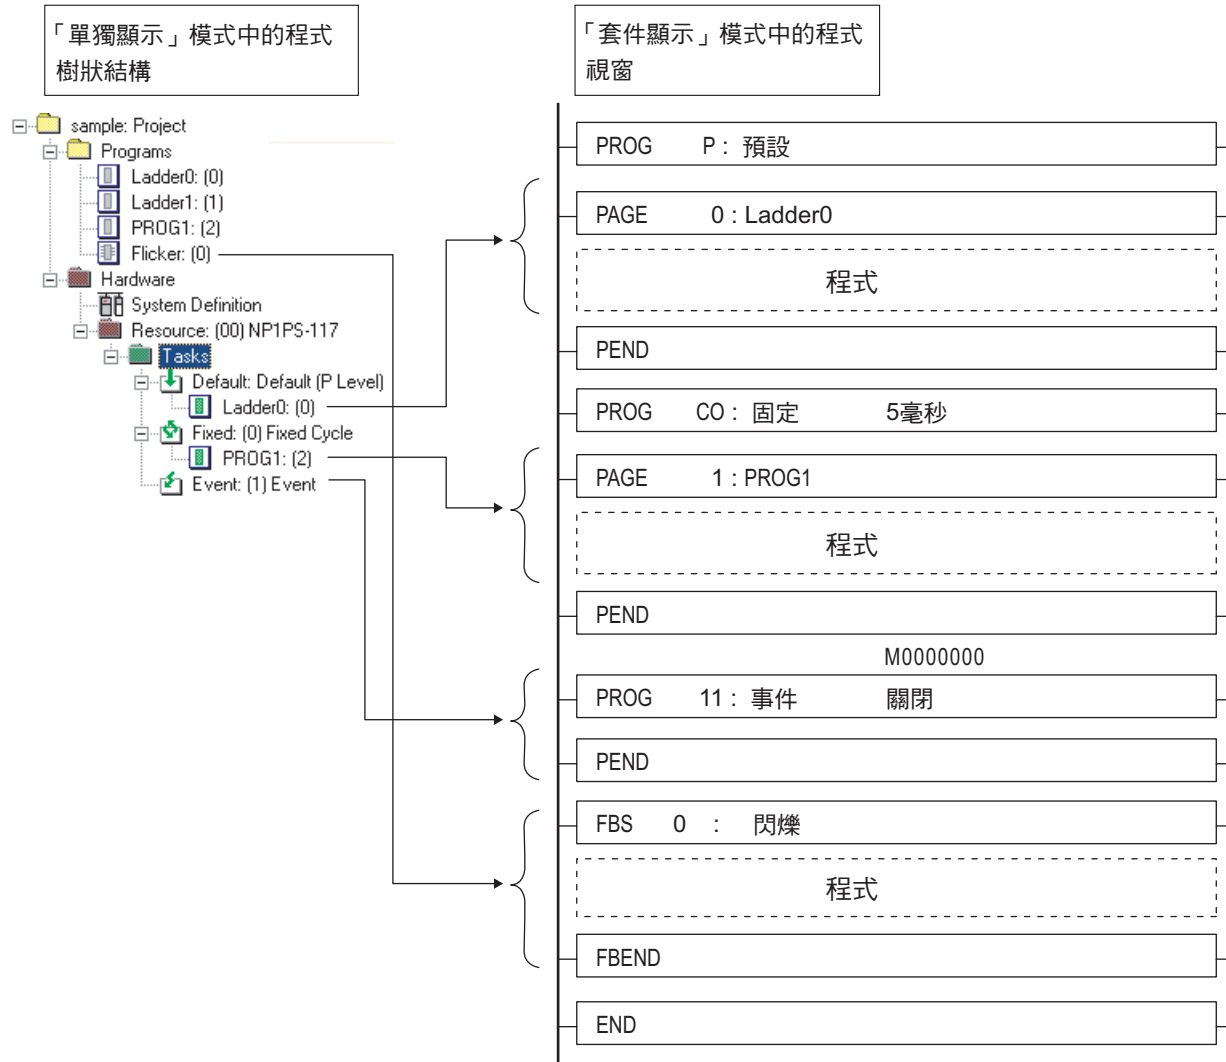 「單獨顯示」模式中的程式
樹狀結構
sample: Project
Programs
Ladder0: (0)
Ladder1: (1)
PROG1: (2)
Flicker: (0)
Hardware
System Definition
Resource: (00) NP1PS-117
Tasks
Default: Default (P Level)
Ladder0: (0)
Fixed: (0) Fixed Cycle
PROG1: (2)
Event: (1) Event
「套件顯示」模式中的程式
視窗
PROG P : 預設
PAGE 0 : Ladder0
程式
PEND
PROG CO : 固定 5毫秒
PAGE 1 : PROG1
程式
PEND
M0000000
PROG 11 : 事件 關閉
PEND
FBS 0 : 閃爍
程式
FBEND
END